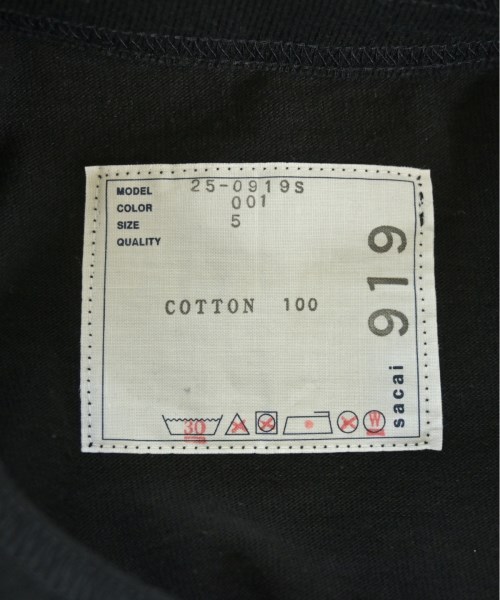 MODEL 25-0919S
COLOR 001
SIZE 5
QUALITY
COTTON 100
30
W
sacai 919